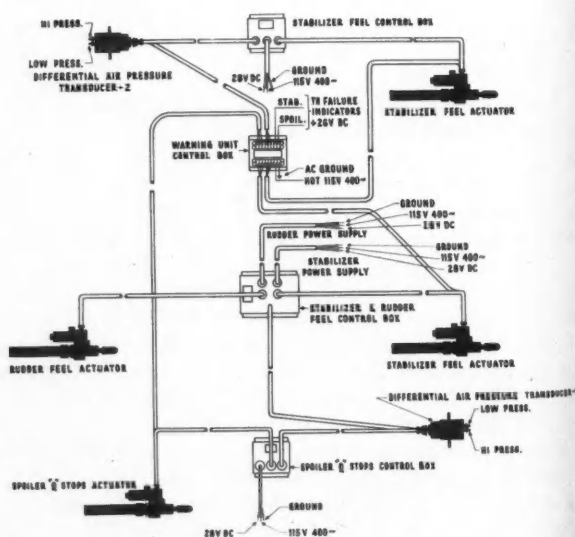 HI PRESS.
STABILIZER FEEL CONTROL BOX
LOW PRESS.
DIFFERENTIAL AIR PRESSURE
TRANSDUCER-2
28V DC
GROUND
115V 400~
STAB.
SPOIL.
TO FAILURE
INDICATORS
+26V DC
STABILIZER FEEL ACTUATOR
WARNING UNIT
CONTROL BOX
AC GROUND
HOT 115V 400~
GROUND
115V 400~
28V DC
RUDDER POWER SUPPLY
GROUND
115V 400~
28V DC
STABILIZER
POWER SUPPLY
STABILIZER & RUDDER
FEEL CONTROL BOX
RUDDER FEEL ACTUATOR
STABILIZER FEEL ACTUATOR
DIFFERENTIAL AIR PRESSURE TRANSDUCER-
LOW PRESS.
HI PRESS.
SPOILER "Q" STOPS CONTROL BOX
SPOILER "Q" STOPS ACTUATOR
GROUND
28V DC
115V 400~